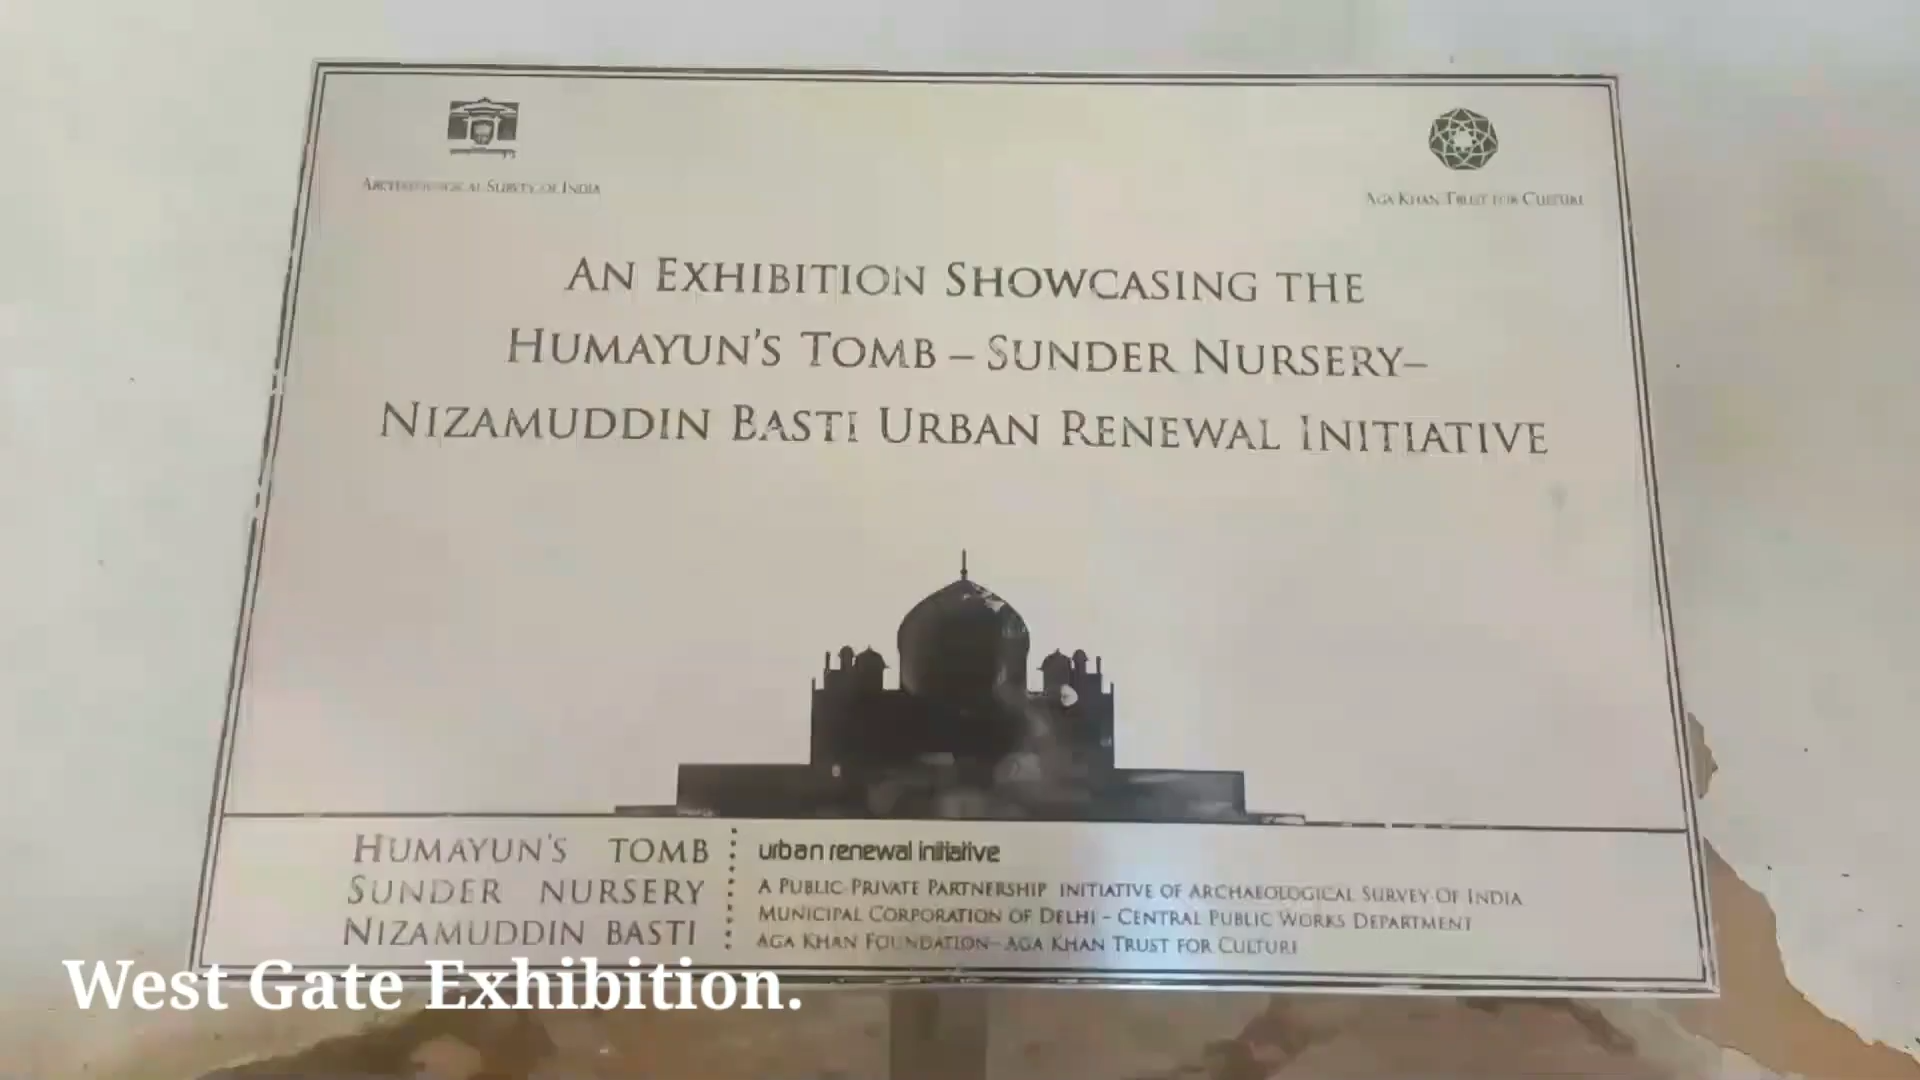 ARCHAEOLOGICAL SURVEY OF INDIA
AGA KHAN TRUST FOR CULTURE
AN EXHIBITION SHOWCASING THE
HUMAYUN'S TOMB – SUNDER NURSERY–
NIZAMUDDIN BASTI URBAN RENEWAL INITIATIVE
HUMAYUN'S TOMB
SUNDER NURSERY
NIZAMUDDIN BASTI
urban renewal initiative
A PUBLIC-PRIVATE PARTNERSHIP INITIATIVE OF ARCHAEOLOGICAL SURVEY OF INDIA
MUNICIPAL CORPORATION OF DELHI – CENTRAL PUBLIC WORKS DEPARTMENT
AGA KHAN FOUNDATION– AGA KHAN TRUST FOR CULTURE
West Gate Exhibition.